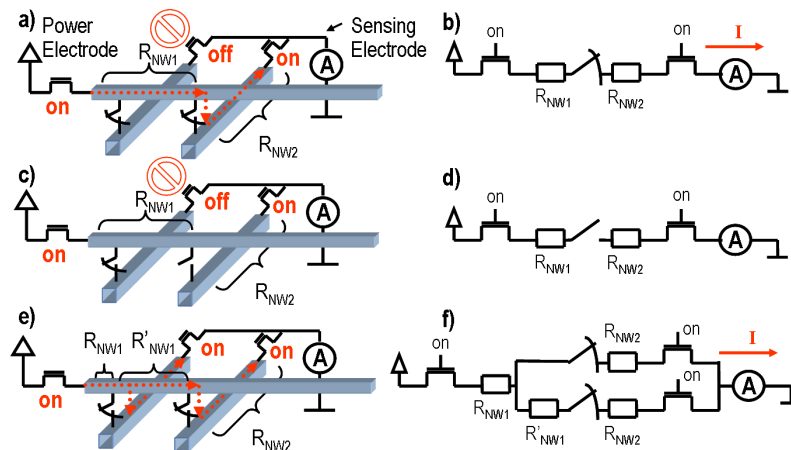 a) Power Electrode
R_NW1
off
on
Sensing Electrode
A
on
R_NW2
b)
on
on
I
R_NW1
R_NW2
A
c)
R_NW1
off
on
A
on
R_NW2
d)
on
on
R_NW1
R_NW2
A
e)
R_NW1 R'_NW1
on
on
A
on
R_NW2
f)
on
R_NW2
on
I
R_NW1
on
A
R'_NW1
R_NW2